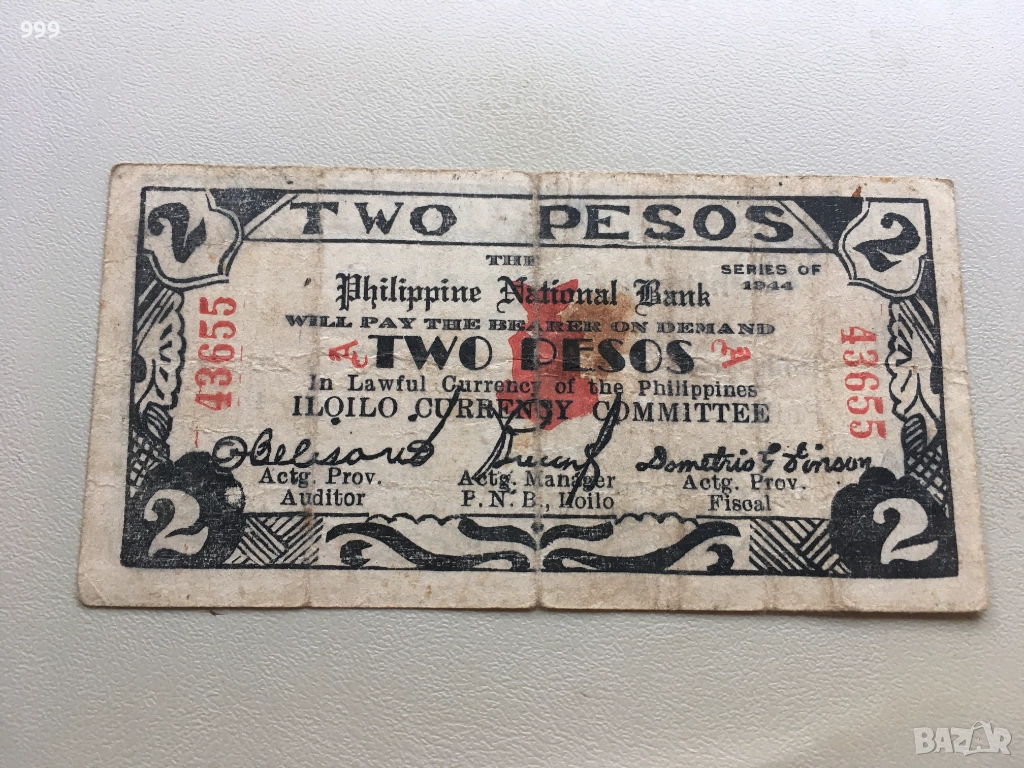 999
2 TWO PESOS 2
THE
SERIES OF
1944
Philippine National Bank
WILL PAY THE BEARER ON DEMAND
43655 Ac TWO PESOS cA 43655
In Lawful Currency of the Philippines
ILOILO CURRENCY COMMITTEE
Demetrio
Actg. Prov. Actg. Manager Actg. Prov.
Auditor P. N. B., Iloilo Fiscal
2 2
BAZAR